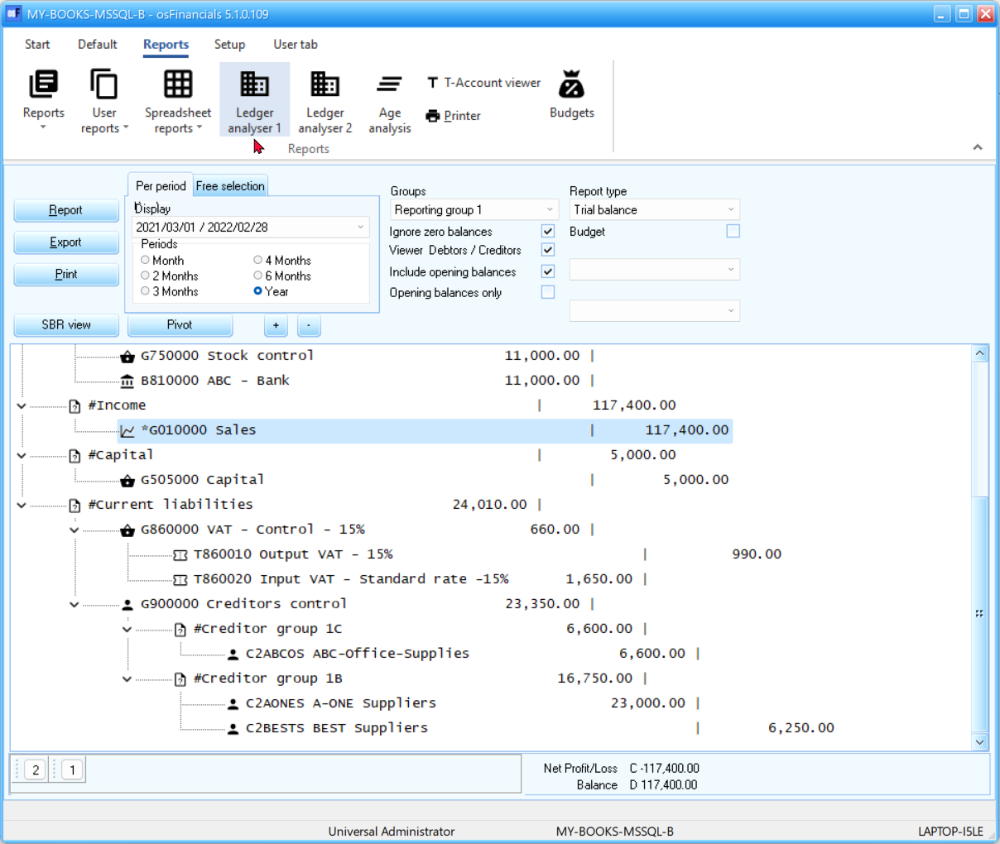 MY-BOOKS-MSSQL-B - osFinancials 5.1.0.109
Start Default Reports Setup User tab
Reports
User reports
Spreadsheet reports
Ledger analyser 1
Ledger analyser 2
Age analysis
T-Account viewer
Printer
Budgets
Reports
Report
Export
Print
SBR view
Per period Free selection
Display
2021/03/01 / 2022/02/28
Periods
Month 4 Months
2 Months 6 Months
3 Months Year
Pivot + -
Groups
Reporting group 1
Ignore zero balances
Viewer Debtors / Creditors
Include opening balances
Opening balances only
Report type
Trial balance
Budget
G750000 Stock control 11,000.00 |
B810000 ABC - Bank 11,000.00 |
#Income | 117,400.00
*G010000 Sales | 117,400.00
#Capital | 5,000.00
G505000 Capital | 5,000.00
#Current liabilities 24,010.00 |
G860000 VAT - Control - 15% 660.00 |
T860010 Output VAT - 15% | 990.00
T860020 Input VAT - Standard rate -15% 1,650.00 |
G900000 Creditors control 23,350.00 |
#Creditor group 1C 6,600.00 |
C2ABCOS ABC-Office-Supplies 6,600.00 |
#Creditor group 1B 16,750.00 |
C2AONES A-ONE Suppliers 23,000.00 |
C2BESTS BEST Suppliers | 6,250.00
2 1
Net Profit/Loss C -117,400.00
Balance D 117,400.00
Universal Administrator MY-BOOKS-MSSQL-B LAPTOP-I5LE